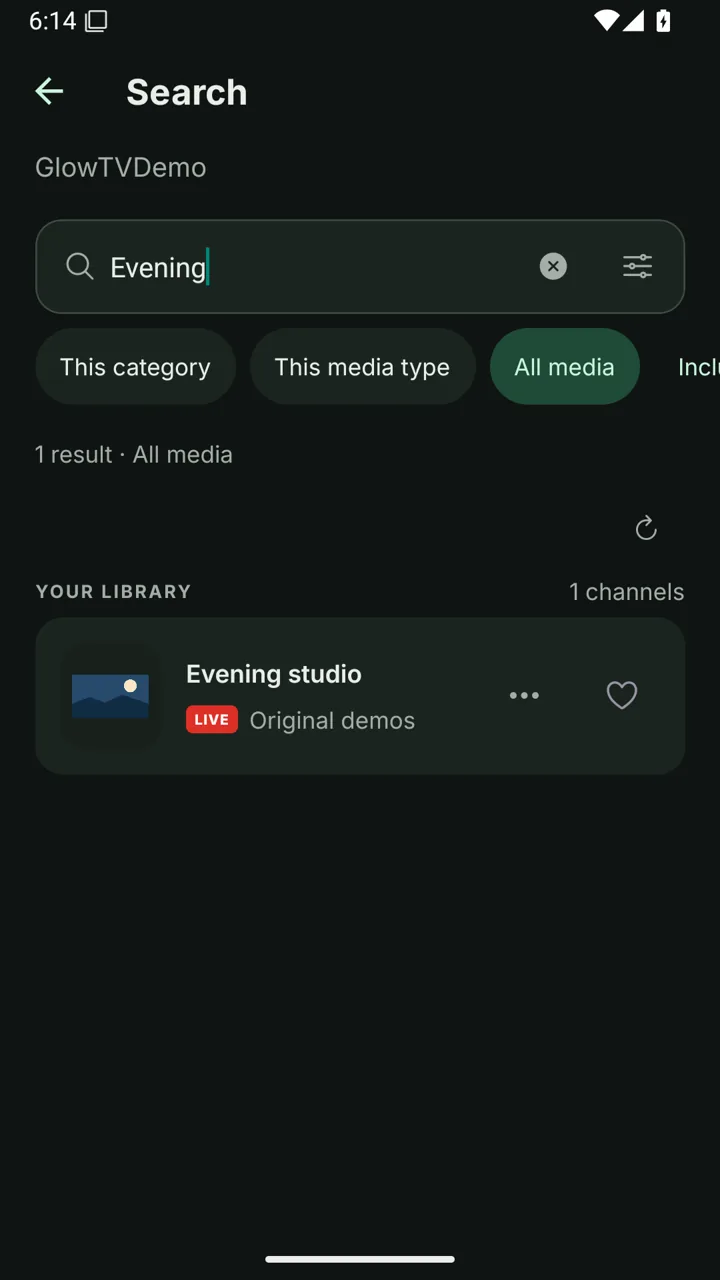 6:14
Search
GlowTVDemo
Evening
This category This media type All media Inclu
1 result · All media
YOUR LIBRARY 1 channels
Evening studio
LIVE Original demos